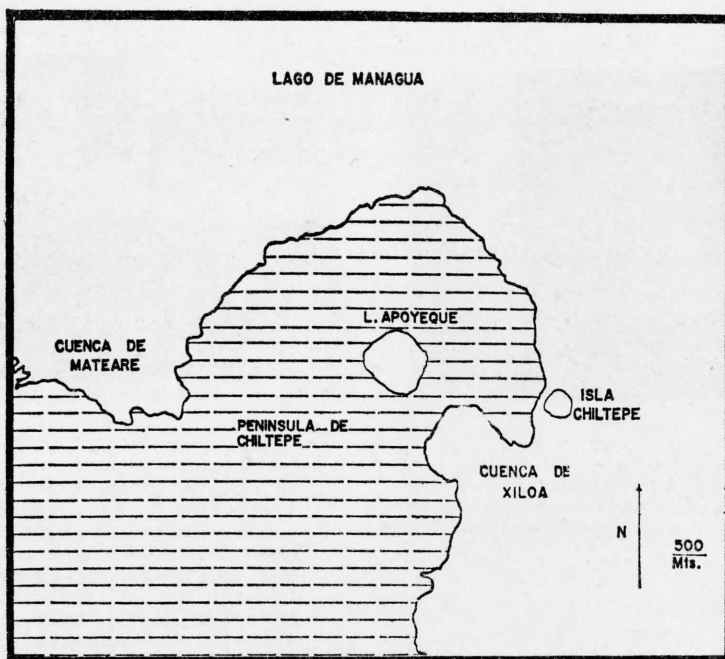 LAGO DE MANAGUA
L. APOYEQUE
CUENCA DE
MATEARE
ISLA
CHILTEPE
PENINSULA DE
CHILTEPE
CUENCA DE
XILOA
N
500
Mts.